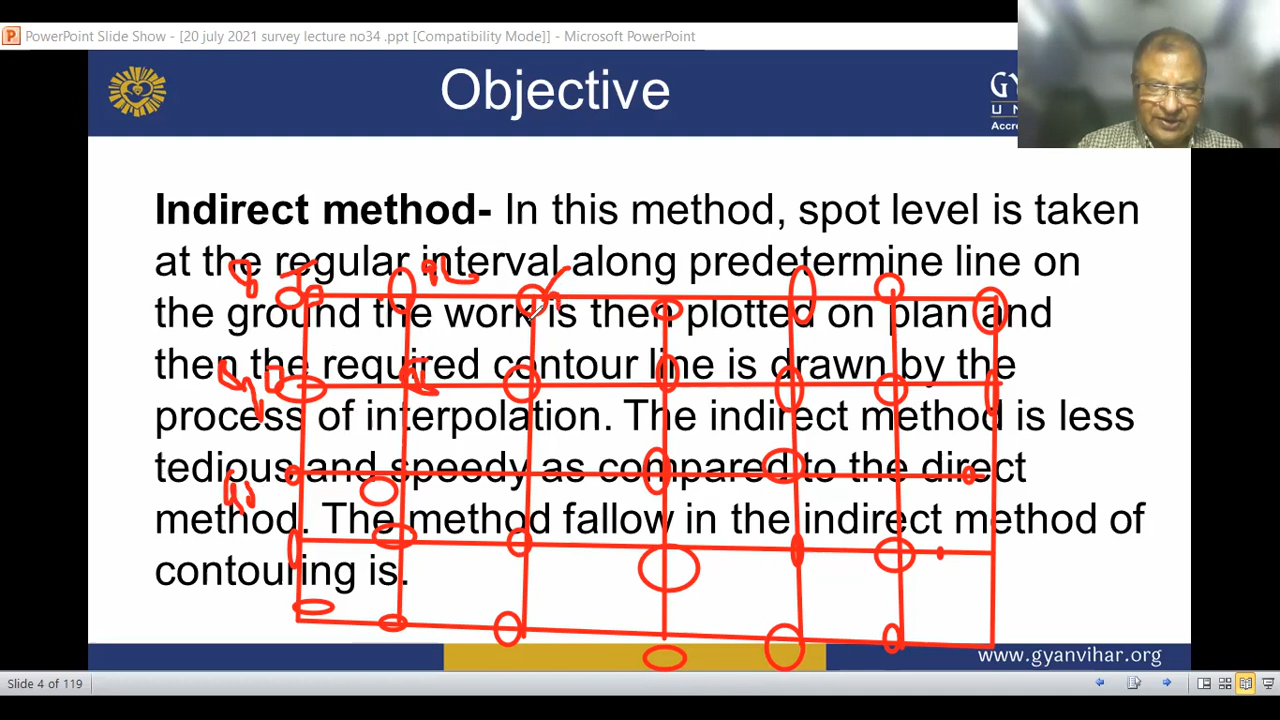 PowerPoint Slide Show - [20 july 2021 survey lecture no34 .ppt [Compatibility Mode]] - Microsoft PowerPoint
Objective
GY
U N
Accre
Indirect method- In this method, spot level is taken
at the regular interval along predetermine line on
the ground the work is then plotted on plan and
then the required contour line is drawn by the
process of interpolation. The indirect method is less
tedious and speedy as compared to the direct
method. The method fallow in the indirect method of
contouring is.
www.gyanvihar.org
Slide 4 of 119